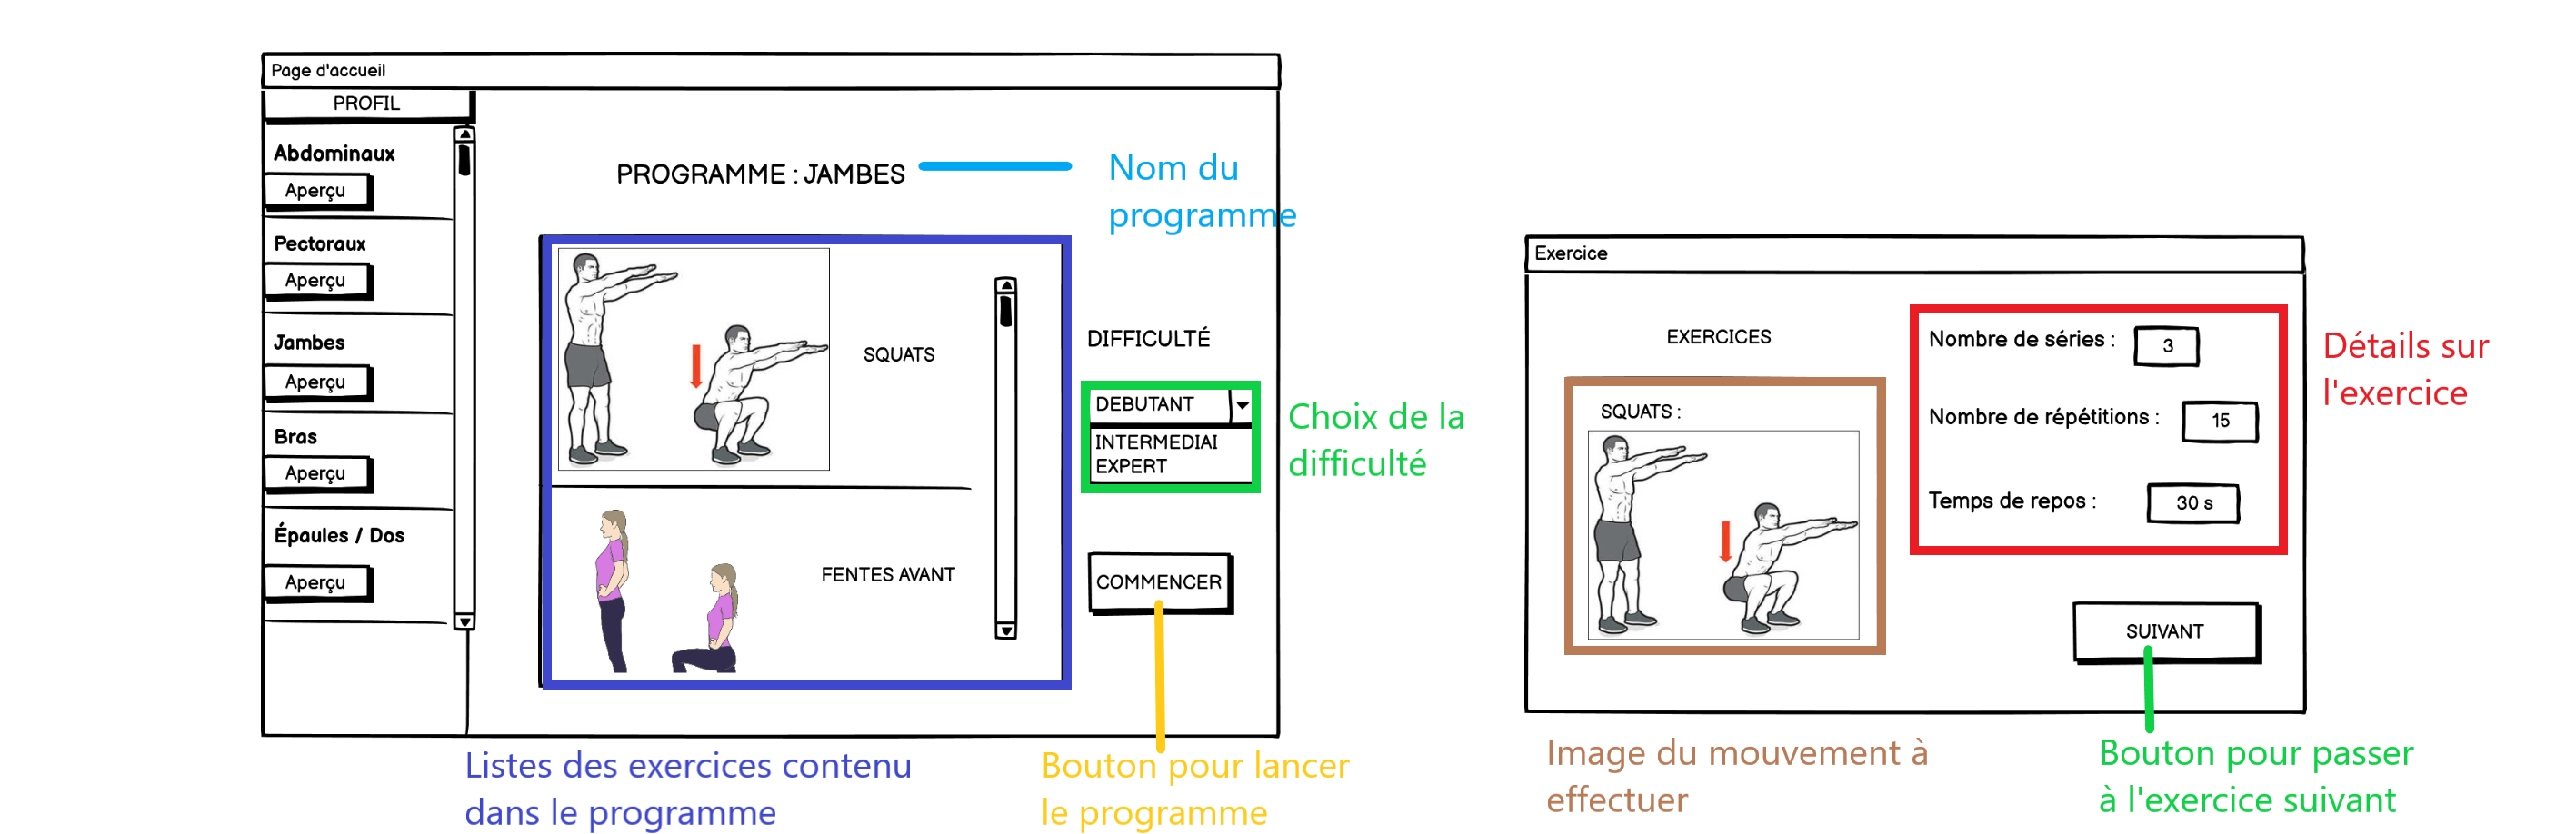 Page d'accueil
PROFIL
Abdominaux
Aperçu
Pectoraux
Aperçu
Jambes
Aperçu
Bras
Aperçu
Épaules / Dos
Aperçu
PROGRAMME : JAMBES
Nom du
programme
SQUATS
FENTES AVANT
DIFFICULTÉ
DEBUTANT
INTERMEDIAI
EXPERT
Choix de la
difficulté
COMMENCER
Listes des exercices contenu
dans le programme
Bouton pour lancer
le programme
Exercice
EXERCICES
SQUATS :
Nombre de séries : 3
Nombre de répétitions : 15
Temps de repos : 30 s
Détails sur
l'exercice
SUIVANT
Image du mouvement à
effectuer
Bouton pour passer
à l'exercice suivant